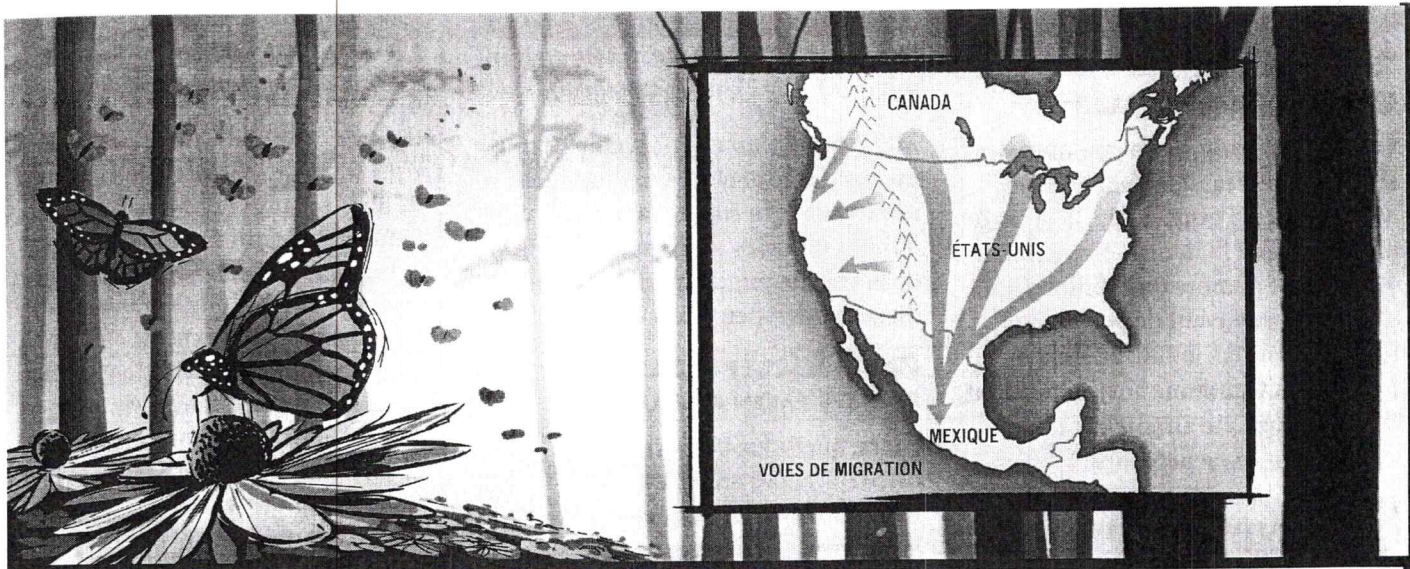 CANADA
ÉTATS-UNIS
MEXIQUE
VOIES DE MIGRATION